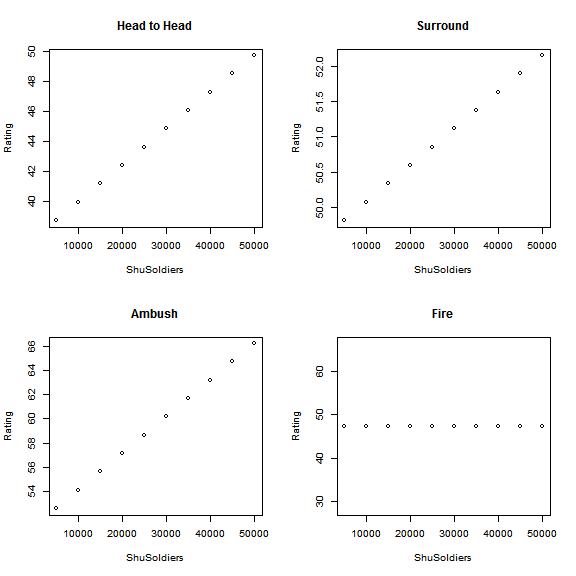 Head to Head
Rating
50
48
46
44
42
40
10000 20000 30000 40000 50000
ShuSoldiers
Surround
Rating
52.0
51.5
51.0
50.5
50.0
10000 20000 30000 40000 50000
ShuSoldiers
Ambush
Rating
66
64
62
60
58
56
54
10000 20000 30000 40000 50000
ShuSoldiers
Fire
Rating
60
50
40
30
10000 20000 30000 40000 50000
ShuSoldiers